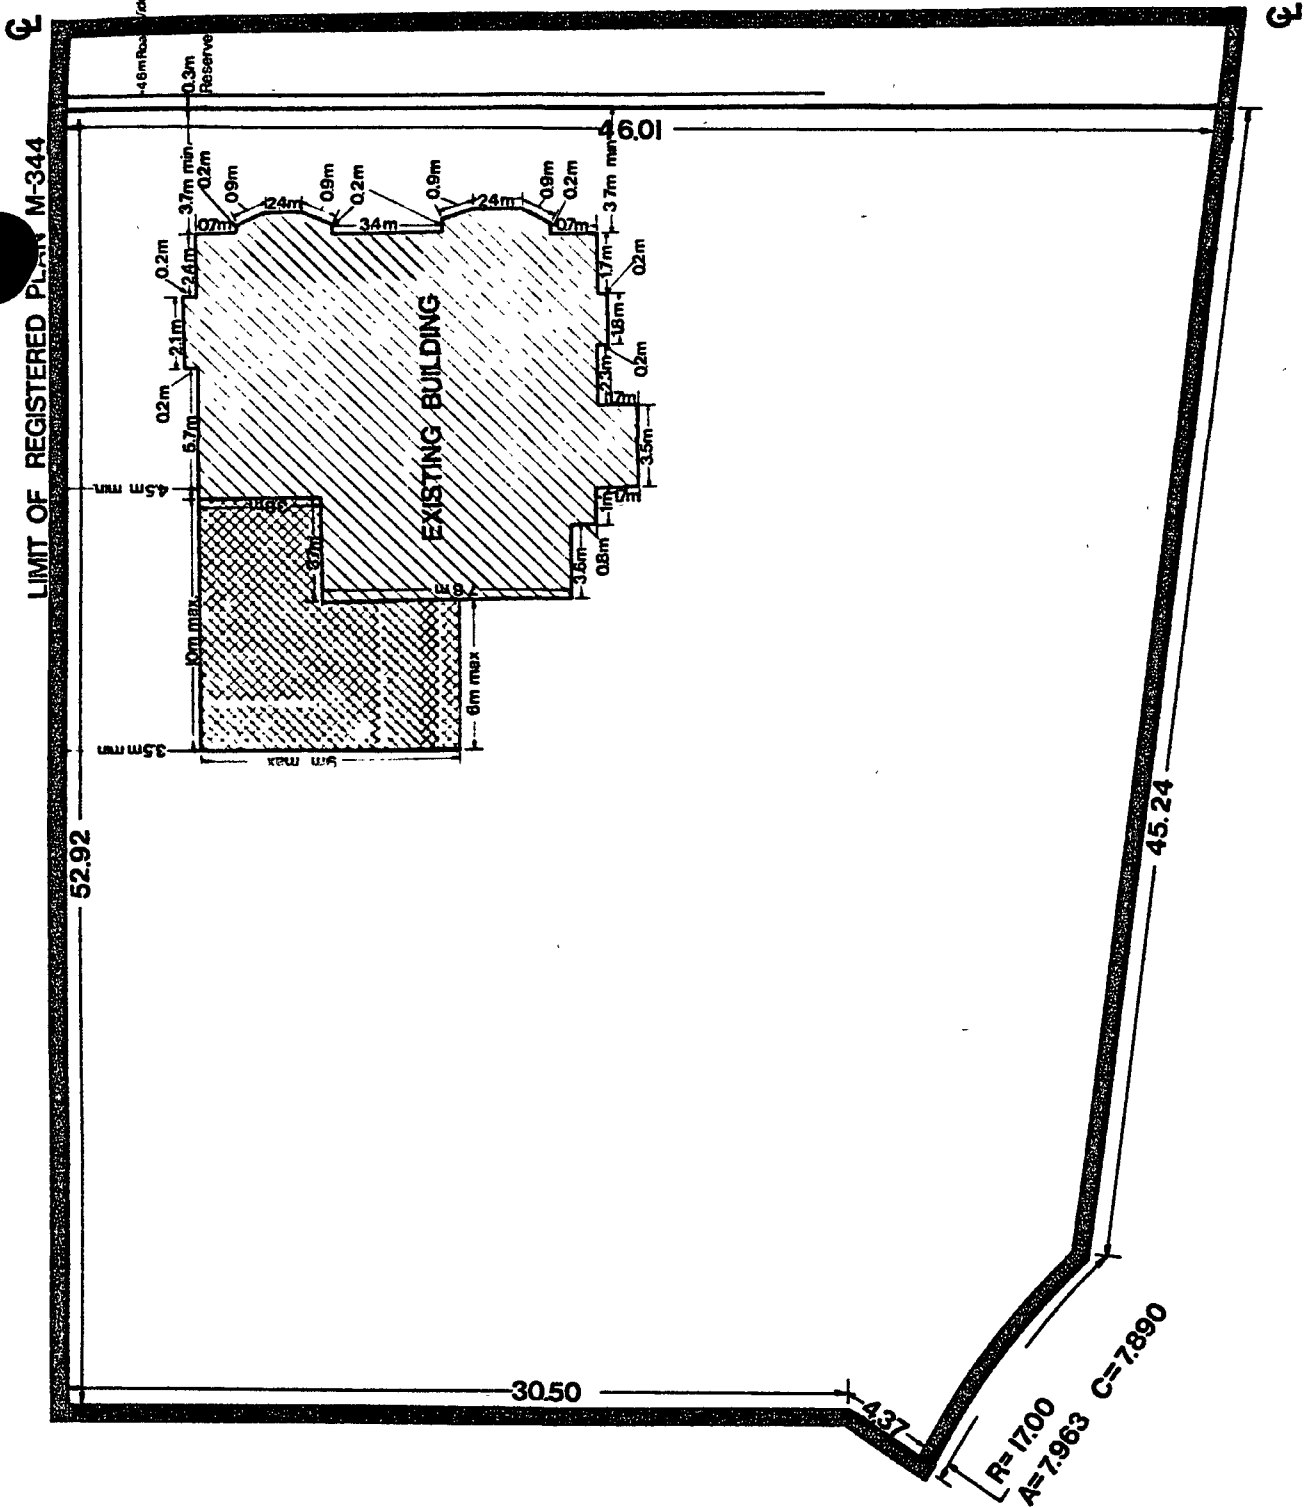 ℄
℄
0.3m
Reserve
46.01
LIMIT OF REGISTERED PLAN M-344
3.7m min
0.2m
0.9m
2.4m
0.9m
0.2m
0.9m
2.4m
0.9m
0.2m
3.7m min
0.7m
3.4m
0.7m
0.2m
2.4m
1.7m
0.2m
2.1m
1.8m
0.2m
2.3m
0.2m
1.7m
6.7m
3.5m
EXISTING BUILDING
4.5m min.
1.7m
1m
3.7m
3.6m
0.8m
7.8m
10m max
6m max
3.5m min
9m max
52.92
45.24
30.50
4.37
R=17.00
A=7.963 C=7.890